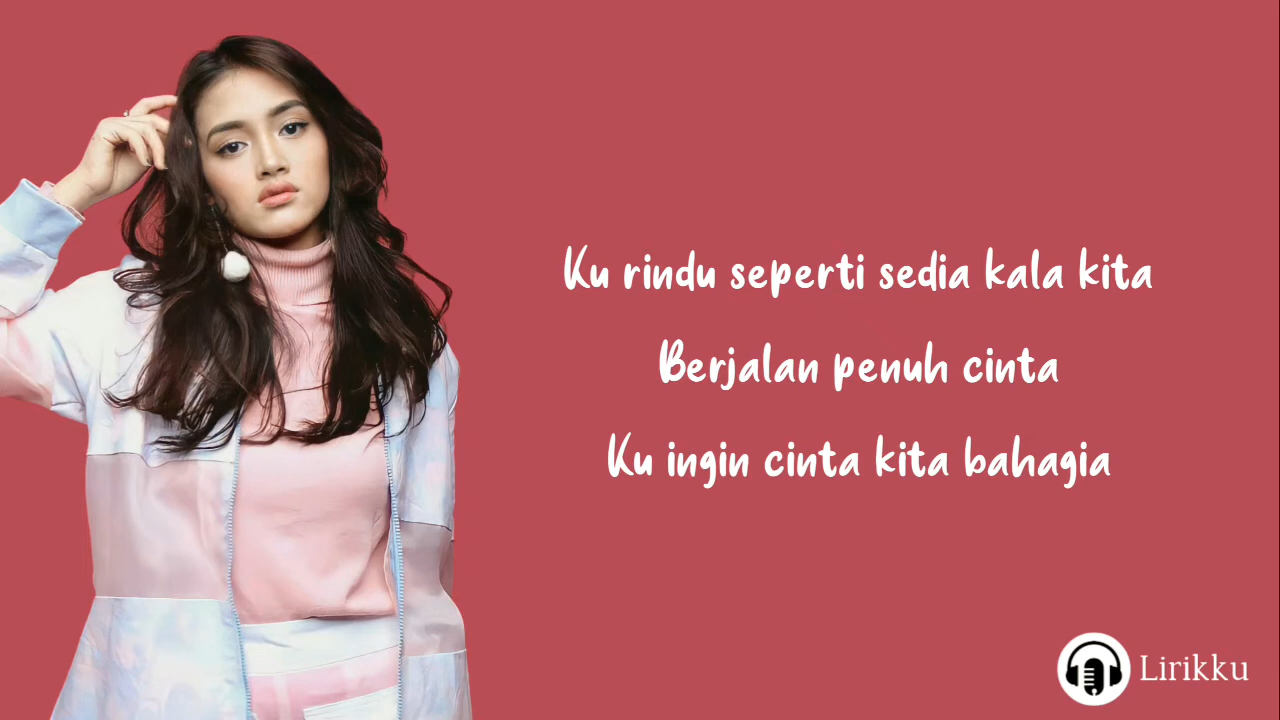 Ku rindu seperti sedia kala kita
Berjalan penuh cinta
Ku ingin cinta kita bahagia
Lirikku